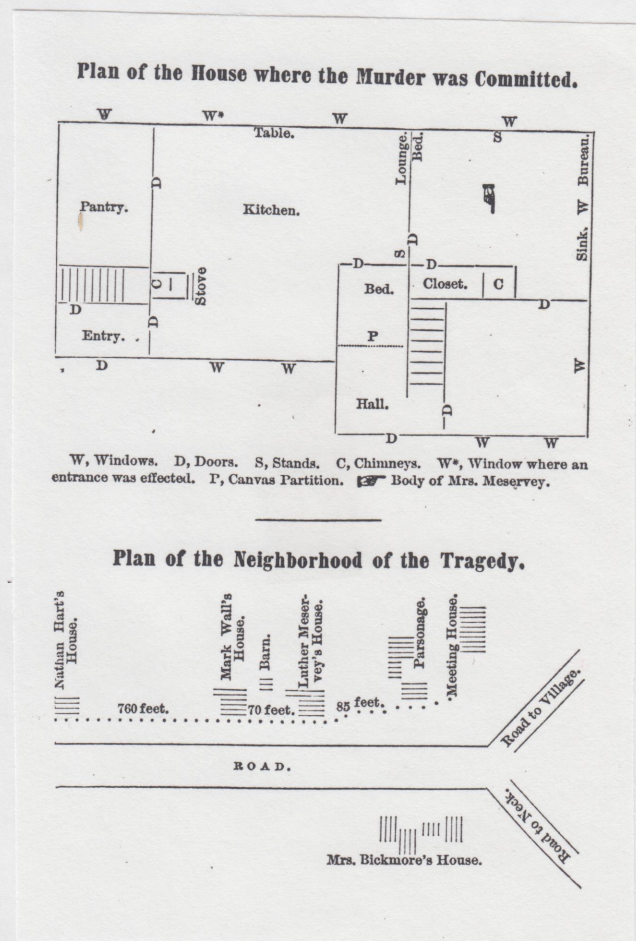 Plan of the House where the Murder was Committed.
W W* W W
Table.
S
Lounge.
Bed.
Bureau.
W
Sink.
D
Pantry.
Kitchen.
D
S
D D
C
Stove
Bed.
Closet. C
D
D
D
Entry.
P
W
D W W
Hall.
D
D W W
W, Windows. D, Doors. S, Stands. C, Chimneys. W*, Window where an
entrance was effected. P, Canvas Partition. ☛ Body of Mrs. Meservey.
Plan of the Neighborhood of the Tragedy.
Nathan Hart's
House.
Mark Wall's
House.
Barn.
Luther Meser-
vey's House.
Parsonage.
Meeting House.
760 feet. 70 feet. 85 feet.
Road to Village.
ROAD.
Road to Neck.
Road
Mrs. Bickmore's House.